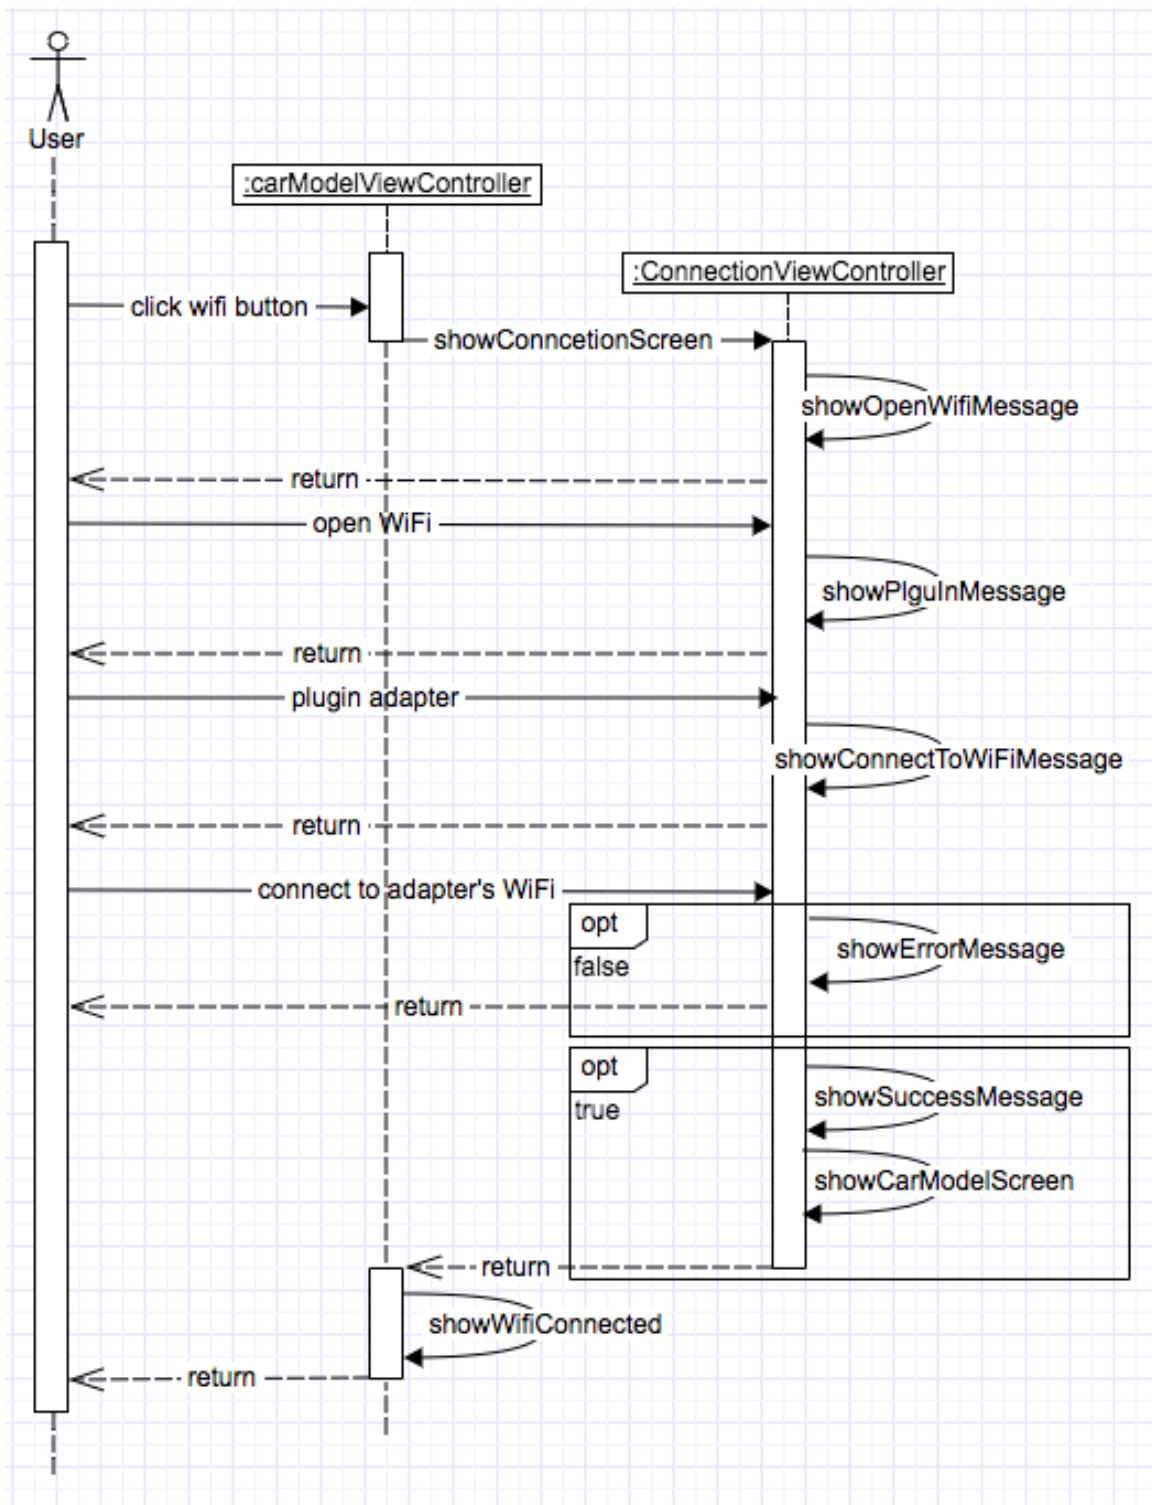 User
:carModelViewController
:ConnectionViewController
click wifi button
showConncetionScreen
showOpenWifiMessage
return
open WiFi
showPlguInMessage
return
plugin adapter
showConnectToWiFiMessage
return
connect to adapter's WiFi
opt
showErrorMessage
false
return
opt
showSuccessMessage
true
showCarModelScreen
return
showWifiConnected
return